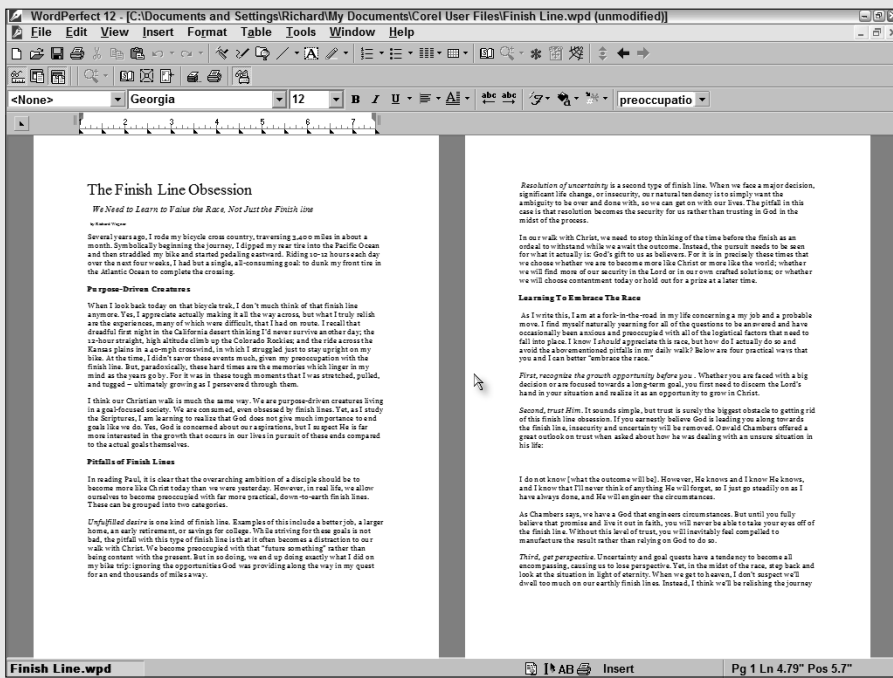 WordPerfect 12 - [C:\Documents and Settings\Richard\My Documents\Corel User Files\Finish Line.wpd (unmodified)]
File Edit View Insert Format Table Tools Window Help
<None> Georgia 12 B I U abc abc preoccupatio
1 2 3 4 5 6 7
The Finish Line Obsession
We Need to Learn to Value the Race, Not Just the Finish line
by Richard Wagner
Several years ago, I rode my bicycle cross country, traversing 3,400 miles in about a
month. Symbolically beginning the journey, I dipped my rear tire into the Pacific Ocean
and then straddled my bike and started pedaling eastward. Riding 10-12 hours each day
over the next four weeks, I had but a single, all-consuming goal: to dunk my front tire in
the Atlantic Ocean to complete the crossing.
Purpose-Driven Creatures
When I look back today on that bicycle trek, I don't much think of that finish line
anymore. Yes, I appreciate actually making it all the way across, but what I truly relish
are the experiences, many of which were difficult, that I had on route. I recall that
dreadful first night in the California desert thinking I'd never survive another day; the
12-hour straight, high altitude climb up the Colorado Rockies; and the ride across the
Kansas plains in a 40-mph crosswind, in which I struggled just to stay upright on my
bike. At the time, I didn't savor these events much, given my preoccupation with the
finish line. But, paradoxically, these hard times are the memories which linger in my
mind as the years go by. For it was in these tough moments that I was stretched, pulled,
and tugged – ultimately growing as I persevered through them.
I think our Christian walk is much the same way. We are purpose-driven creatures living
in a goal-focused society. We are consumed, even obsessed by finish lines. Yet, as I study
the Scriptures, I am learning to realize that God does not give much importance to end
goals like we do. Yes, God is concerned about our aspirations, but I suspect He is far
more interested in the growth that occurs in our lives in pursuit of these ends compared
to the actual goals themselves.
Pitfalls of Finish Lines
In reading Paul, it is clear that the overarching ambition of a disciple should be to
become more like Christ today than we were yesterday. However, in real life, we allow
ourselves to become preoccupied with far more practical, down-to-earth finish lines.
These can be grouped into two categories.
Unfulfilled desire is one kind of finish line. Examples of this include a better job, a larger
home, an early retirement, or savings for college. While striving for these goals is not
bad, the pitfall with this type of finish line is that it often becomes a distraction to our
walk with Christ. We become preoccupied with that "future something" rather than
being content with the present. But in so doing, we end up doing exactly what I did on
my bike trip: ignoring the opportunities God was providing along the way in my quest
for an end thousands of miles away.
Resolution of uncertainty is a second type of finish line. When we face a major decision,
significant life change, or insecurity, our natural tendency is to simply want the
ambiguity to be over and done with, so we can get on with our lives. The pitfall in this
case is that resolution becomes the security for us rather than trusting in God in the
midst of the process.
In our walk with Christ, we need to stop thinking of the time before the finish as an
ordeal to withstand while we await the outcome. Instead, the pursuit needs to be seen
for what it actually is: God's gift to us as believers. For it is in precisely these times that
we choose whether we are to become more like Christ or more like the world; whether
we will find more of our security in the Lord or in our own crafted solutions; or whether
we will choose contentment today or hold out for a prize at a later time.
Learning To Embrace The Race
As I write this, I am at a fork-in-the-road in my life concerning a my job and a probable
move. I find myself naturally yearning for all of the questions to be answered and have
occasionally been anxious and preoccupied with all of the logistical factors that need to
fall into place. I know I should appreciate this race, but how do I actually do so and
avoid the abovementioned pitfalls in my daily walk? Below are four practical ways that
you and I can better "embrace the race."
First, recognize the growth opportunity before you . Whether you are faced with a big
decision or are focused towards a long-term goal, you first need to discern the Lord's
hand in your situation and realize it as an opportunity to grow in Christ.
Second, trust Him. It sounds simple, but trust is surely the biggest obstacle to getting rid
of this finish line obsession. If you earnestly believe God is leading you along towards
the finish line, insecurity and uncertainty will be removed. Oswald Chambers offered a
great outlook on trust when asked about how he was dealing with an unsure situation in
his life:
I do not know [what the outcome will be]. However, He knows and I know He knows,
and I know that I'll never think of anything He will forget, so I just go steadily on as I
have always done, and He will engineer the circumstances.
As Chambers says, we have a God that engineers circumstances. But until you fully
believe that promise and live it out in faith, you will never be able to take your eyes off of
the finish line. Without this level of trust, you will inevitably feel compelled to
manufacture the result rather than relying on God to do so.
Third, get perspective. Uncertainty and goal quests have a tendency to become all
encompassing, causing us to lose perspective. Yet, in the midst of the race, step back and
look at the situation in light of eternity. When we get to heaven, I don't suspect we'll
dwell too much on our earthly finish lines. Instead, I think we'll be relishing the journey
Finish Line.wpd AB Insert Pg 1 Ln 4.79" Pos 5.7"